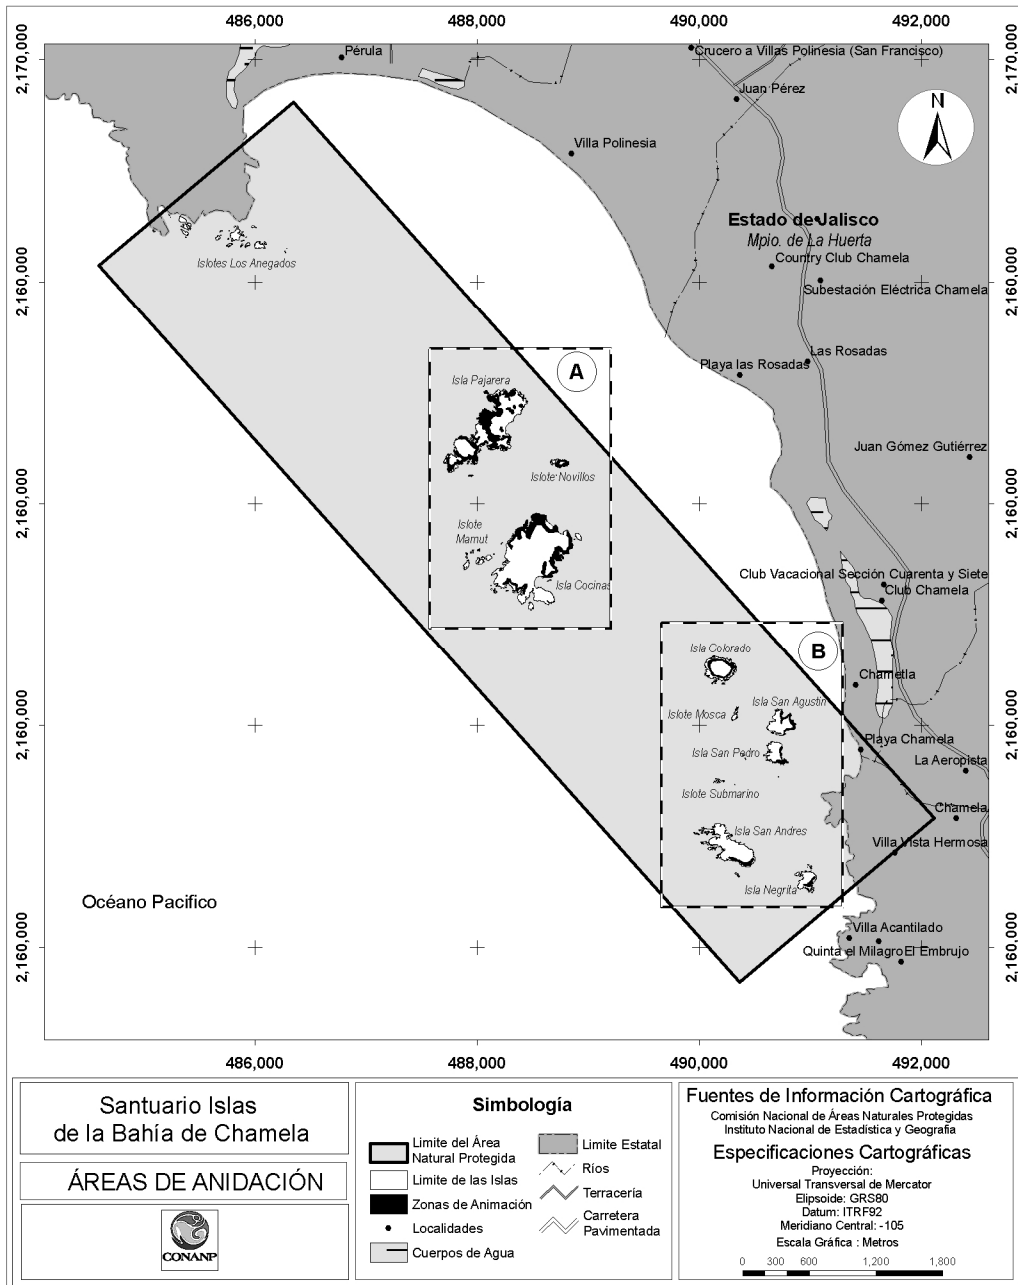 486,000
488,000
490,000
492,000
2,170,000
2,170,000
Pérula
Crucero a Villas Polinesia (San Francisco)
Juan Pérez
N
Villa Polinesia
Estado de Jalisco
Mpio. de La Huerta
Islotes Los Anegados
Country Club Chamela
2,160,000
2,160,000
Subestación Eléctrica Chamela
Las Rosadas
Playa las Rosadas
A
Isla Pajarera
Juan Gómez Gutiérrez
Islote Novillos
2,160,000
2,160,000
Islote
Mamut
Isla Cocinas
Club Vacacional Sección Cuarenta y Siete
Club Chamela
B
Isla Colorado
Chametla
Isla San Agustin
Islote Mosca
2,160,000
2,160,000
Playa Chamela
Isla San Pedro
La Aeropista
Islote Submarino
Chamela
Isla San Andres
Villa Vista Hermosa
Isla Negrita
Océano Pacifico
Villa Acantilado
2,160,000
2,160,000
Quinta el Milagro
El Embrujo
486,000
488,000
490,000
492,000
Santuario Islas
de la Bahía de Chamela
ÁREAS DE ANIDACIÓN
CONANP
Simbología
Limite del Área
Natural Protegida
Limite de las Islas
Zonas de Animación
Localidades
Cuerpos de Agua
Limite Estatal
Ríos
Terracería
Carretera
Pavimentada
Fuentes de Información Cartográfica
Comisión Nacional de Áreas Naturales Protegidas
Instituto Nacional de Estadística y Geografia
Especificaciones Cartográficas
Proyección:
Universal Transversal de Mercator
Elipsoide: GRS80
Datum: ITRF92
Meridiano Central: -105
Escala Gráfica : Metros
0 300 600 1,200 1,800